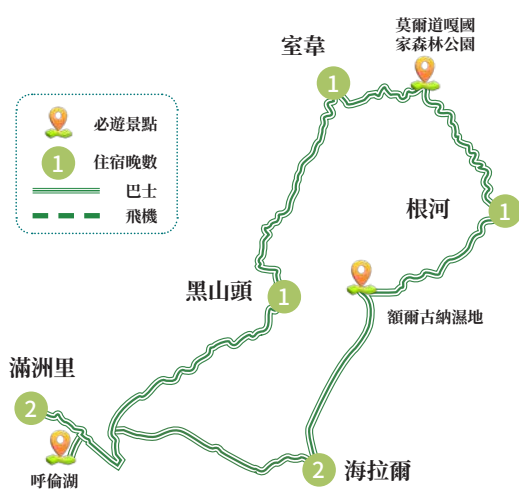 莫爾道嘎國
家森林公園
室韋
1
必遊景點
1
住宿晚數
巴士
飛機
根河
1
黑山頭
1
額爾古納濕地
滿洲里
2
呼倫湖
2
海拉爾